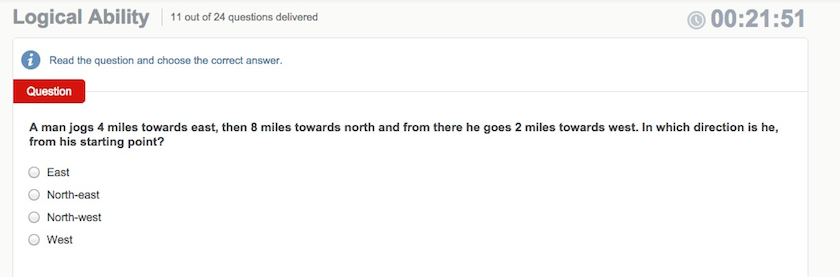 Logical Ability
11 out of 24 questions delivered
00:21:51
Read the question and choose the correct answer.
Question
A man jogs 4 miles towards east, then 8 miles towards north and from there he goes 2 miles towards west. In which direction is he,
from his starting point?
East
North-east
North-west
West